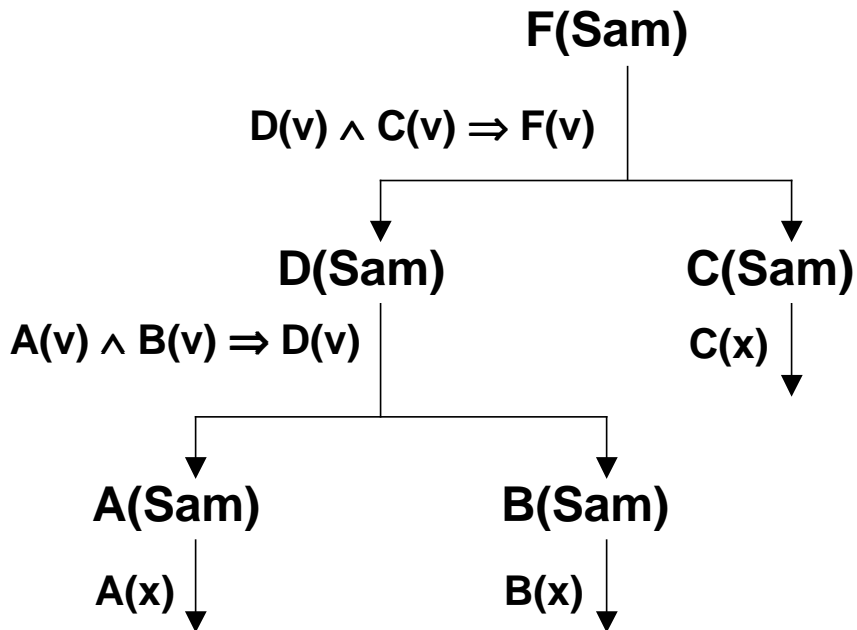 F(Sam)
D(v) ∧ C(v) ⇒ F(v)
D(Sam) C(Sam)
A(v) ∧ B(v) ⇒ D(v) C(x)
A(Sam) B(Sam)
A(x) B(x)